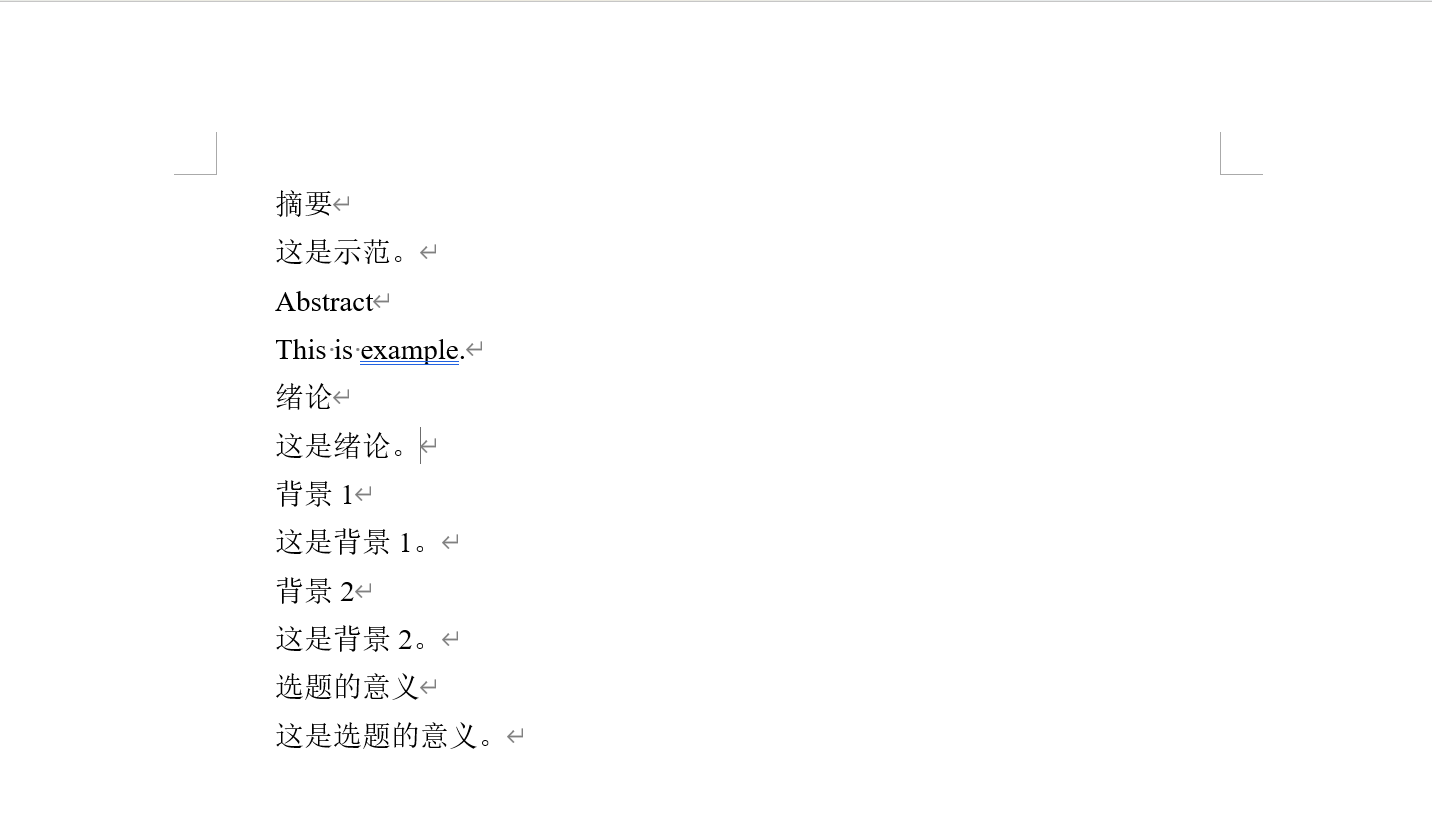 摘要
这是示范。
Abstract
This is example.
绪论
这是绪论。
背景 1
这是背景 1。
背景 2
这是背景 2。
选题的意义
这是选题的意义。